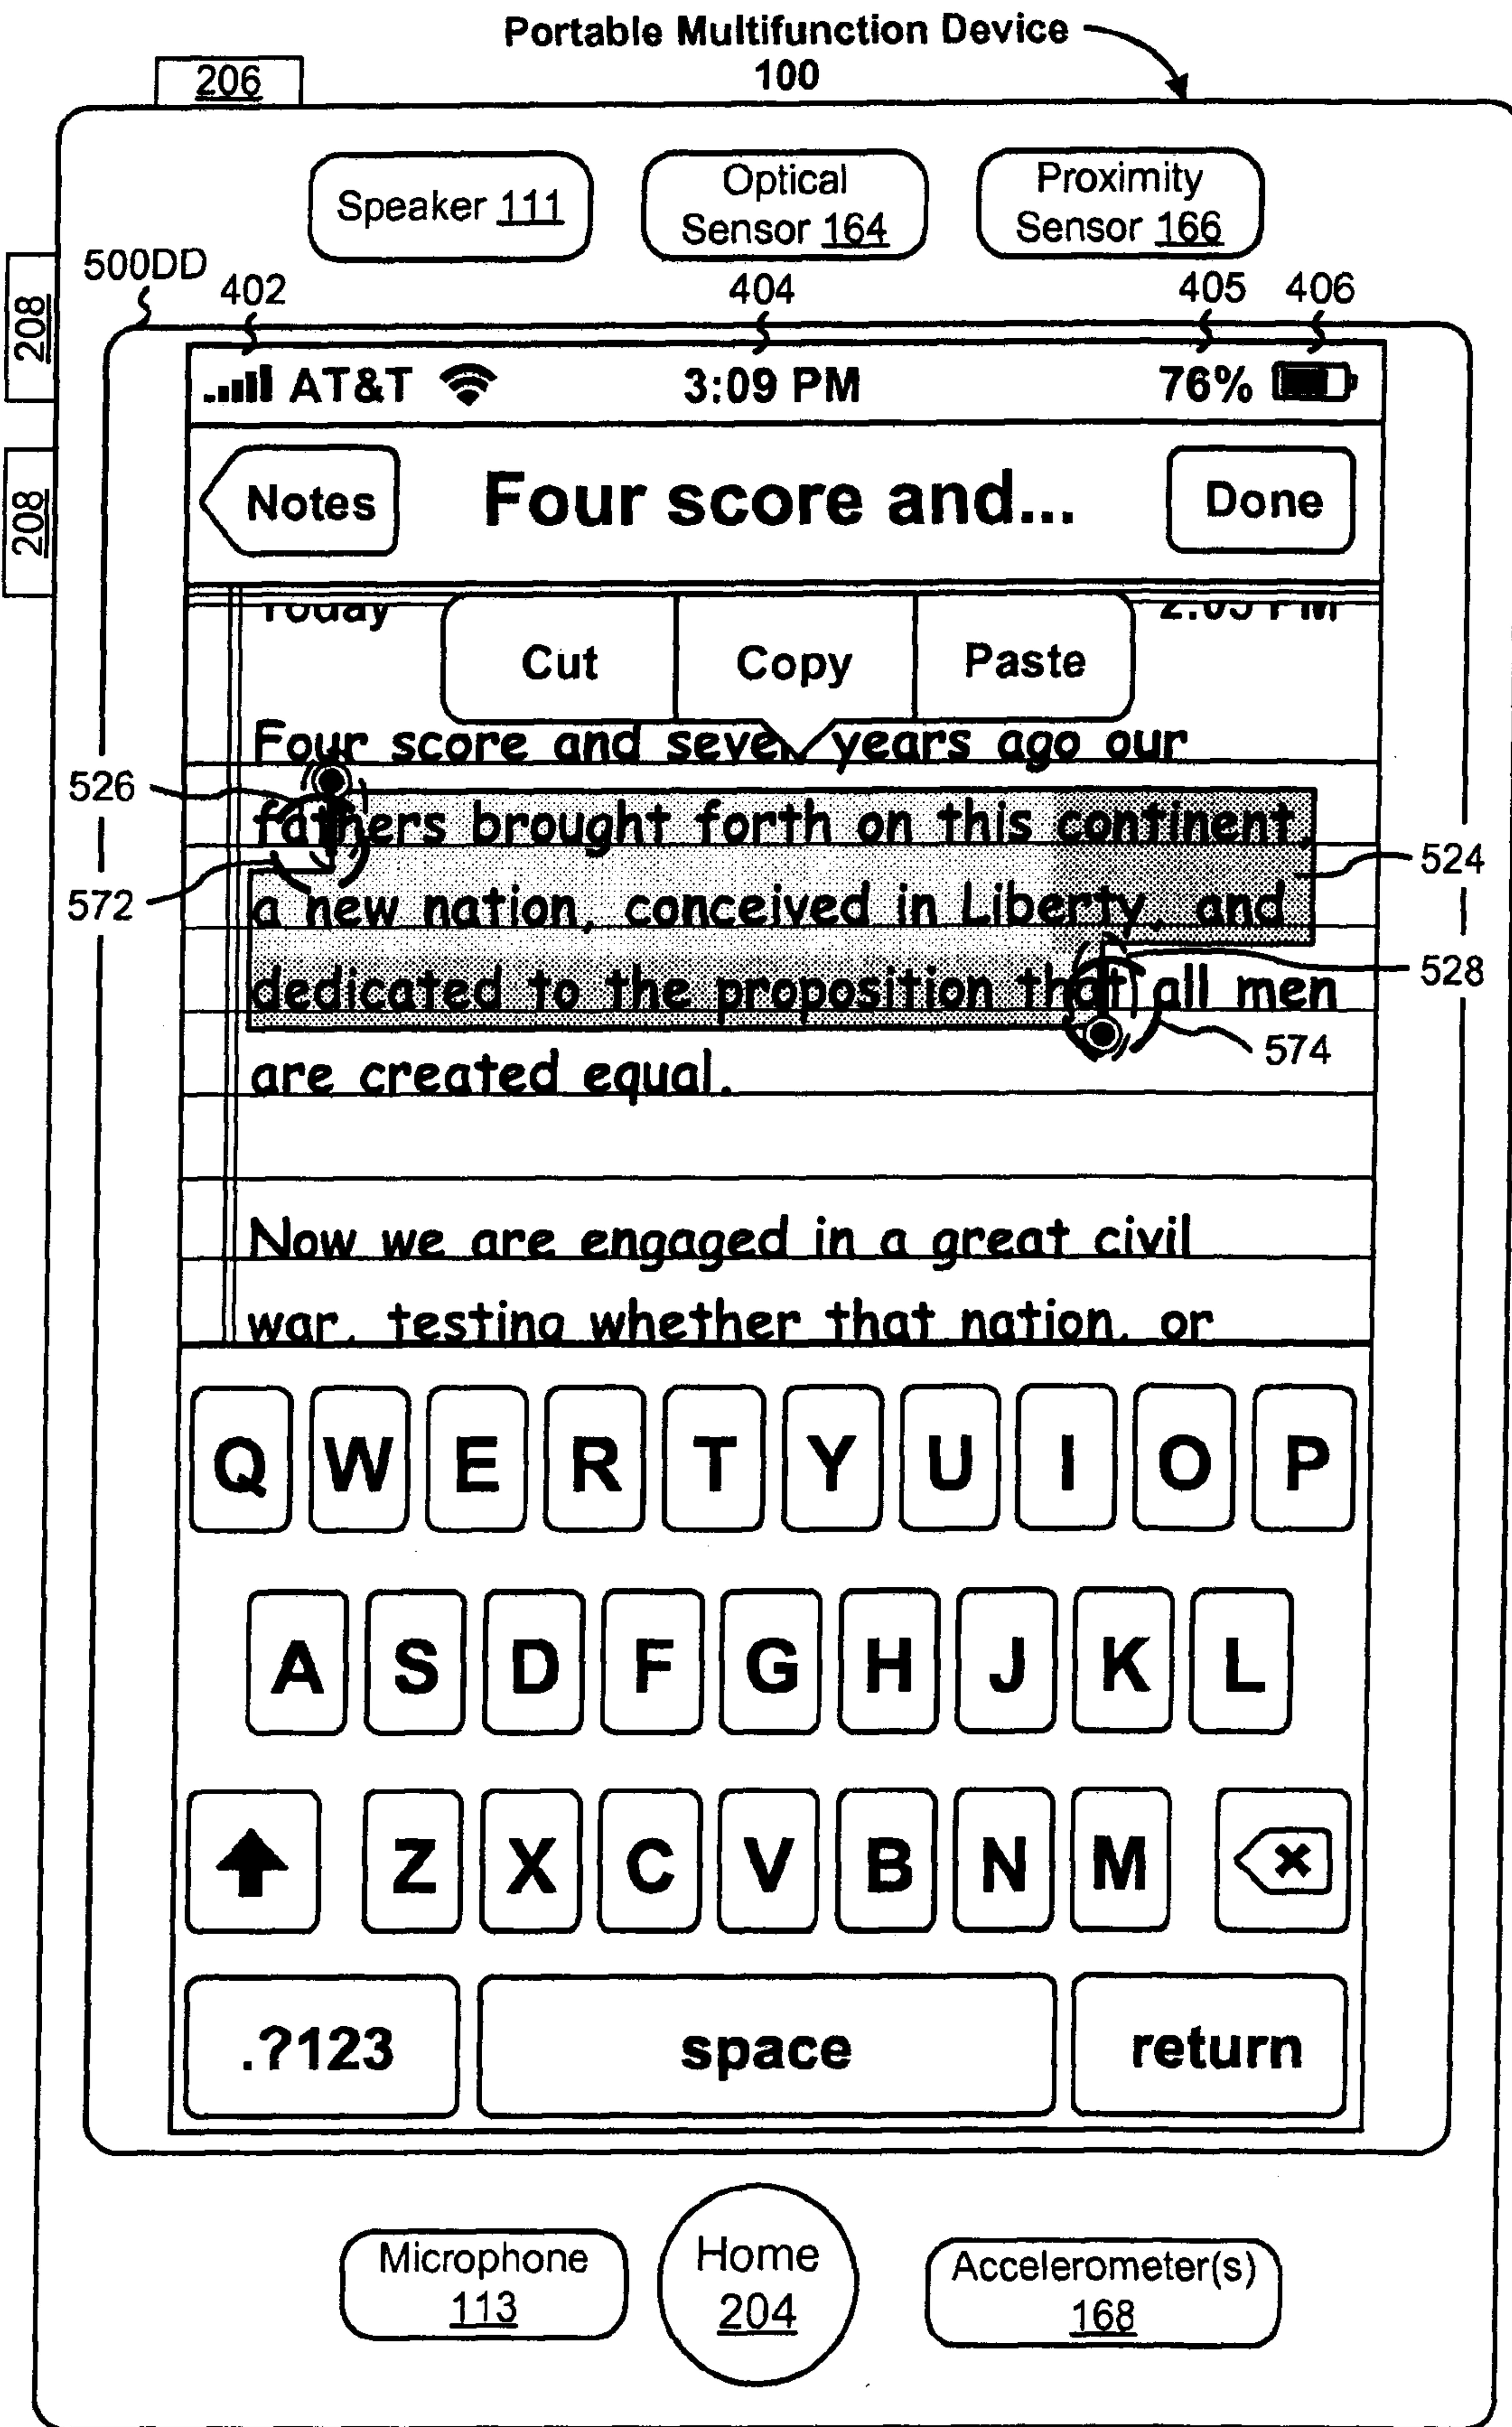 Portable Multifunction Device
100
206
Speaker 111
Optical
Sensor 164
Proximity
Sensor 166
208
208
500DD
402
404
405
406
AT&T
3:09 PM
76%
Notes
Four score and...
Done
Today
2:05 PM
Cut
Copy
Paste
Four score and seven years ago our
fathers brought forth on this continent,
a new nation, conceived in Liberty, and
dedicated to the proposition that all men
are created equal.
Now we are engaged in a great civil
war, testing whether that nation, or
526
572
524
528
574
Q W E R T Y U I O P
A S D F G H J K L
Z X C V B N M
.?123
space
return
Microphone
113
Home
204
Accelerometer(s)
168